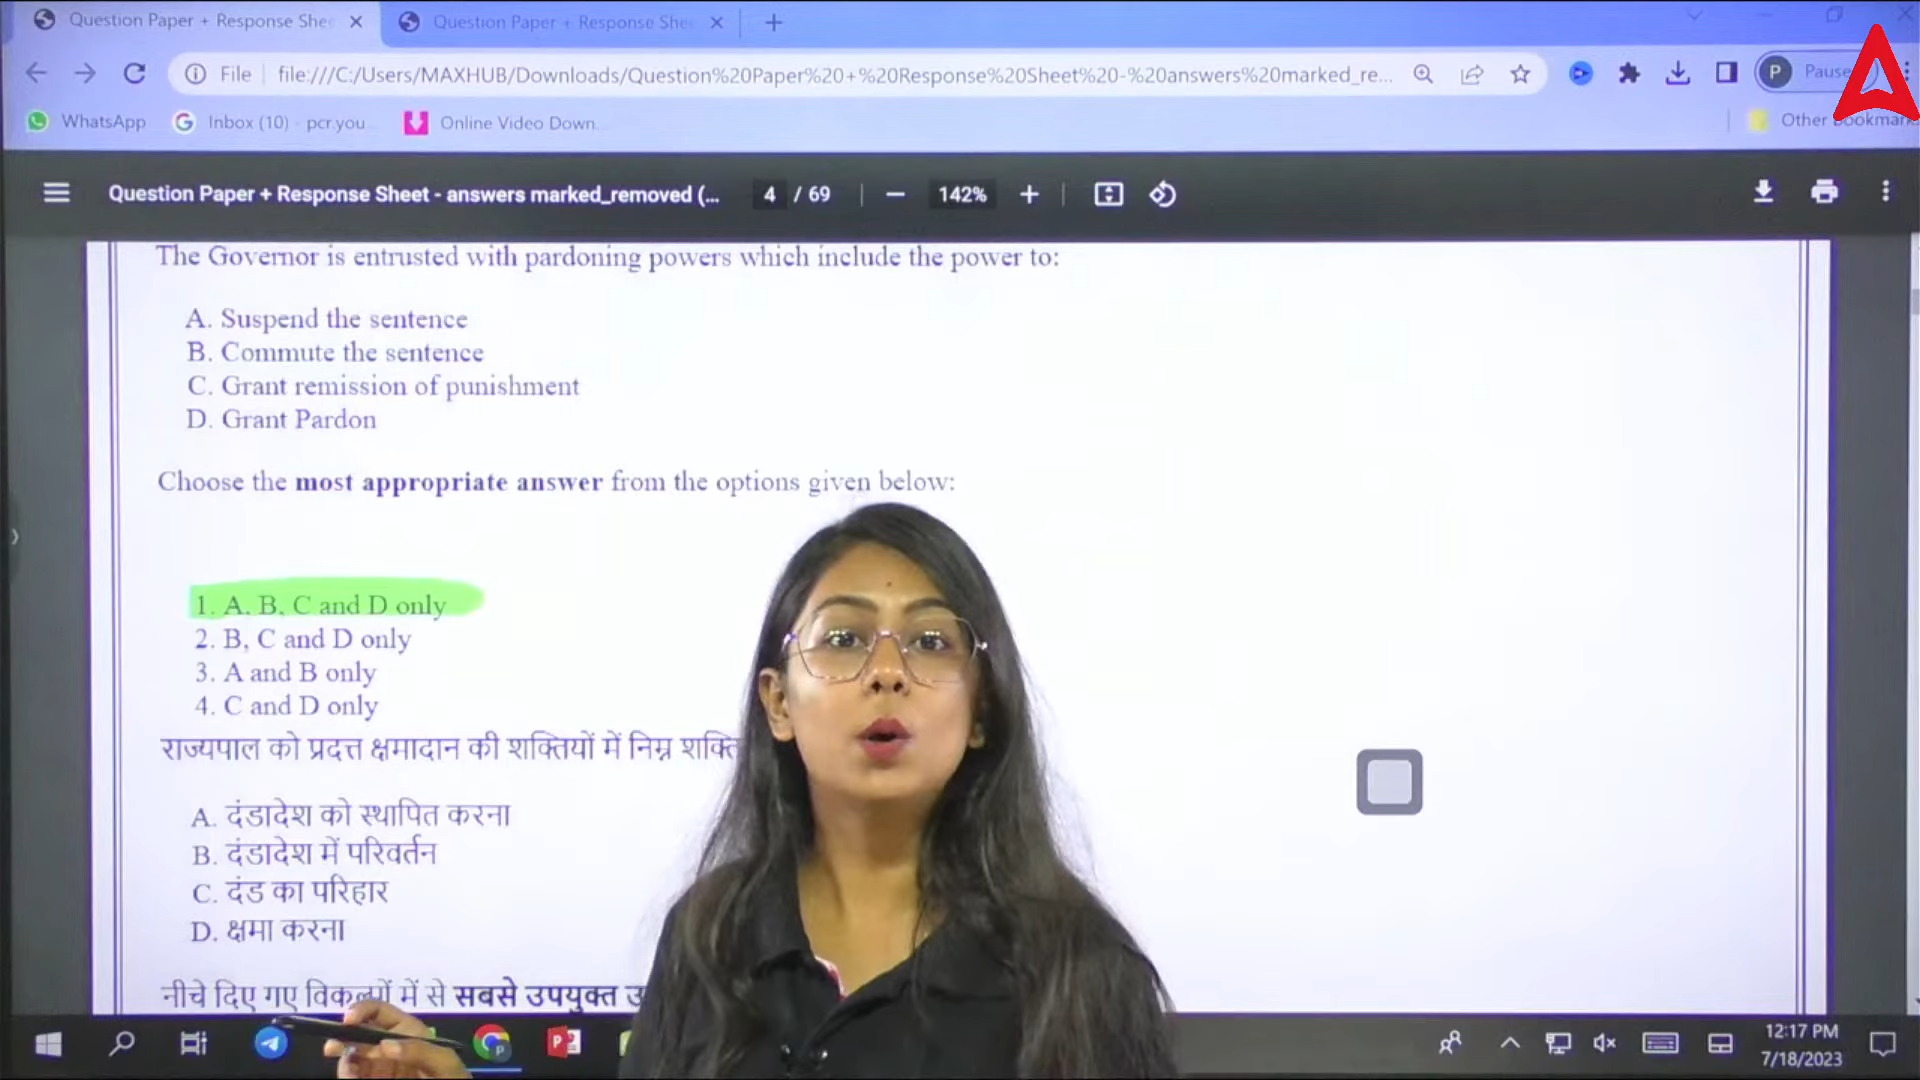 Question Paper + Response Shee
Question Paper + Response She
File
file:///C:/Users/MAXHUB/Downloads/Question%20Paper%20+%20Response%20Sheet%20-%20answers%20marked_re...
P
WhatsApp
Inbox (10) - pcr.you
Online Video Down
Other Bookmark
Question Paper + Response Sheet - answers marked_removed (...
4 / 69
142%
The Governor is entrusted with pardoning powers which include the power to:
A. Suspend the sentence
B. Commute the sentence
C. Grant remission of punishment
D. Grant Pardon
Choose the most appropriate answer from the options given below:
1. A, B, C and D only
2. B, C and D only
3. A and B only
4. C and D only
राज्यपाल को प्रदत्त क्षमादान की शक्तियों में निम्न
A. दंडादेश को स्थापित करना
B. दंडादेश में परिवर्तन
C. दंड का परिहार
D. क्षमा करना
नीचे दिए गए विकल्पों में से सबसे उपयुक्त
12:17 PM
7/18/2023